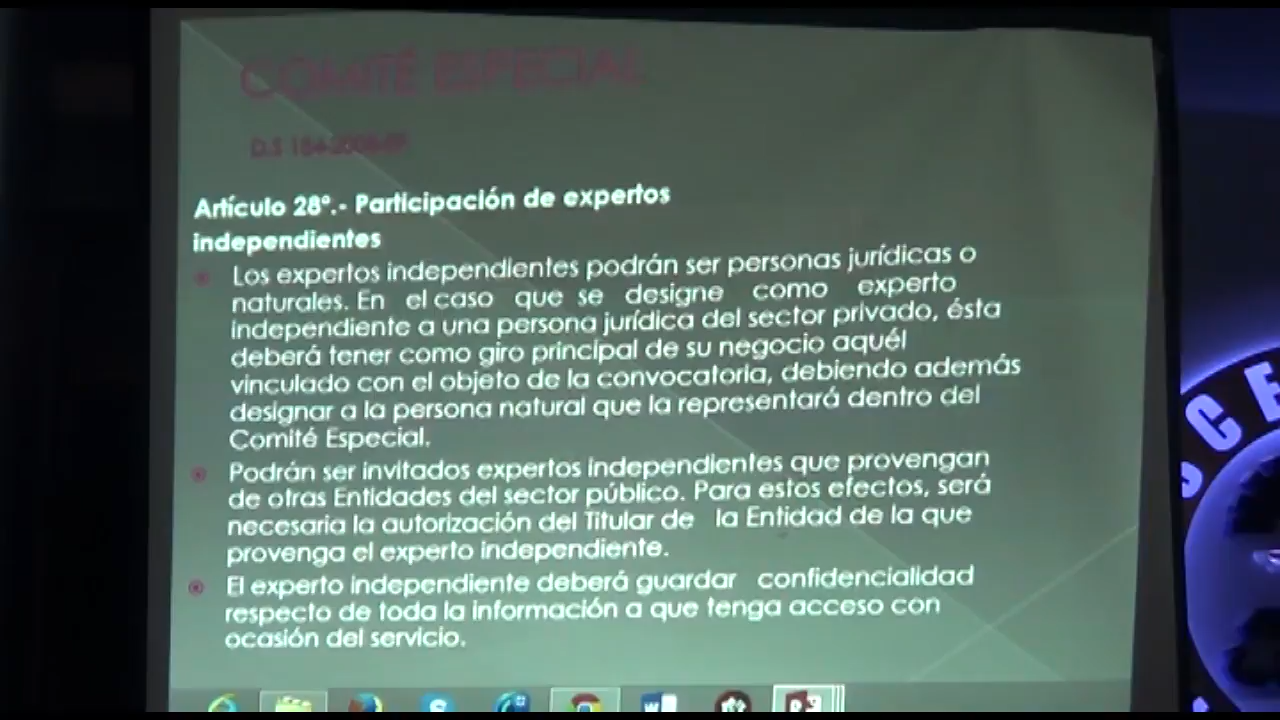 COMITÉ ESPECIAL
D.S 184-2008-EF
Artículo 28º.- Participación de expertos
independientes
Los expertos independientes podrán ser personas jurídicas o
naturales. En el caso que se designe como experto
independiente a una persona jurídica del sector privado, ésta
deberá tener como giro principal de su negocio aquél
vinculado con el objeto de la convocatoria, debiendo además
designar a la persona natural que la representará dentro del
Comité Especial.
Podrán ser invitados expertos independientes que provengan
de otras Entidades del sector público. Para estos efectos, será
necesaria la autorización del Titular de la Entidad de la que
provenga el experto independiente.
El experto independiente deberá guardar confidencialidad
respecto de toda la información a que tenga acceso con
ocasión del servicio.